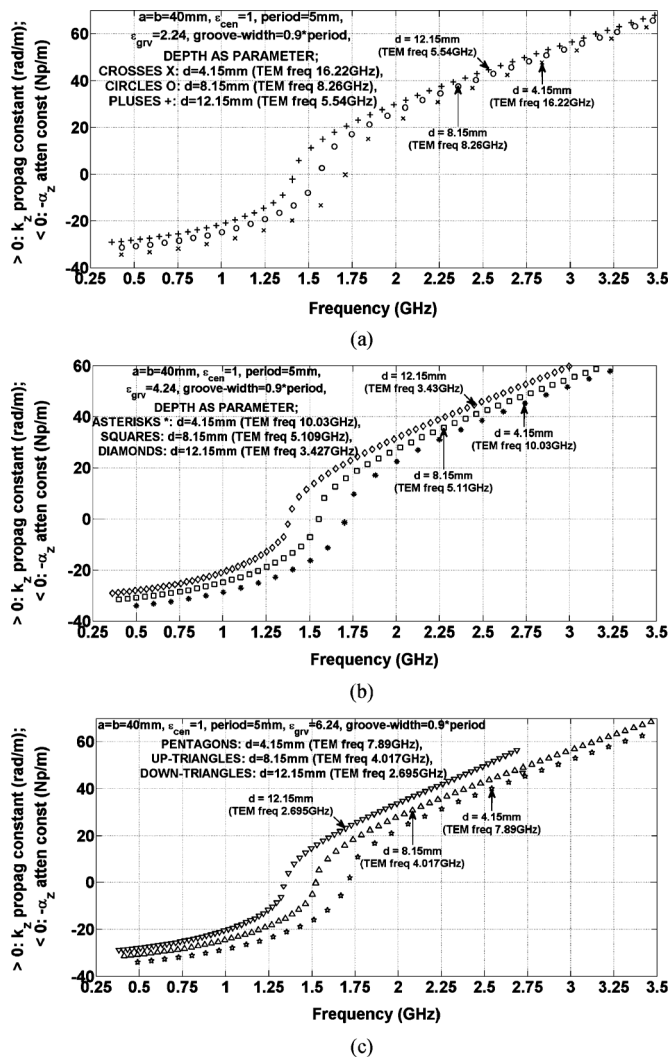 a=b=40mm, εcen=1, period=5mm,
εgrv=2.24, groove-width=0.9*period,
DEPTH AS PARAMETER;
CROSSES X: d=4.15mm (TEM freq 16.22GHz),
CIRCLES O: d=8.15mm (TEM freq 8.26GHz),
PLUSES +: d=12.15mm (TEM freq 5.54GHz)
d = 12.15mm
(TEM freq 5.54GHz)
d = 4.15mm
(TEM freq 16.22GHz)
d = 8.15mm
(TEM freq 8.26GHz)
> 0: kz propag constant (rad/m);
< 0: -αz atten const (Np/m)
60
40
20
0
-20
-40
0.25 0.5 0.75 1 1.25 1.5 1.75 2 2.25 2.5 2.75 3 3.25 3.5
Frequency (GHz)
(a)
a=b=40mm, εcen=1, period=5mm,
εgrv=4.24, groove-width=0.9*period,
DEPTH AS PARAMETER;
ASTERISKS *: d=4.15mm (TEM freq 10.03GHz),
SQUARES: d=8.15mm (TEM freq 5.109GHz)
DIAMONDS: d=12.15mm (TEM freq 3.427GHz)
d = 12.15mm
(TEM freq 3.43GHz)
d = 4.15mm
(TEM freq 10.03GHz)
d = 8.15mm
(TEM freq 5.11GHz)
> 0: kz propag constant (rad/m);
< 0: -αz atten const (Np/m)
60
40
20
0
-20
-40
0.25 0.5 0.75 1 1.25 1.5 1.75 2 2.25 2.5 2.75 3 3.25 3.5
Frequency (GHz)
(b)
a=b=40mm, εcen=1, period=5mm, εgrv=6.24, groove-width=0.9*period
PENTAGONS: d=4.15mm (TEM freq 7.89GHz),
UP-TRIANGLES: d=8.15mm (TEM freq 4.017GHz)
DOWN-TRIANGLES: d=12.15mm (TEM freq 2.695GHz)
d = 12.15mm
(TEM freq 2.695GHz)
d = 4.15mm
(TEM freq 7.89GHz)
d = 8.15mm
(TEM freq 4.017GHz)
> 0: kz propag constant (rad/m);
< 0: -αz atten const (Np/m)
60
40
20
0
-20
-40
0.25 0.5 0.75 1 1.25 1.5 1.75 2 2.25 2.5 2.75 3 3.25 3.5
Frequency (GHz)
(c)